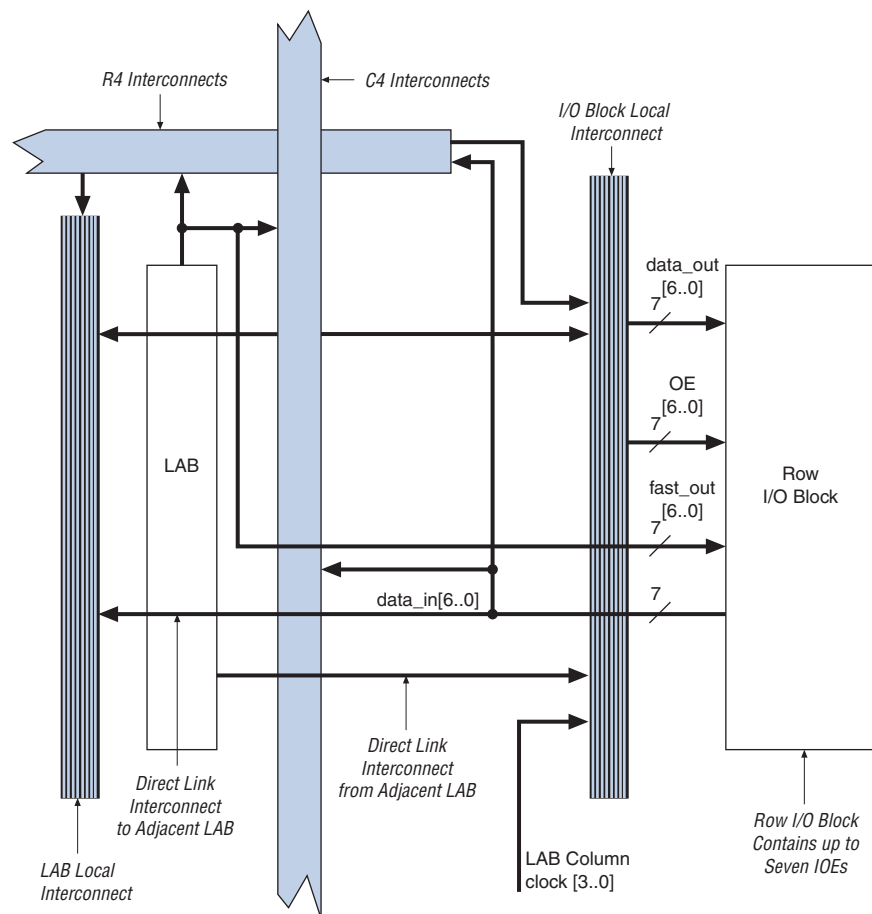 R4 Interconnects
C4 Interconnects
I/O Block Local
Interconnect
data_out
[6..0]
7
OE
[6..0]
7
LAB
Row
I/O Block
fast_out
[6..0]
7
data_in[6..0]
7
Direct Link
Interconnect
to Adjacent LAB
Direct Link
Interconnect
from Adjacent LAB
LAB Local
Interconnect
LAB Column
clock [3..0]
Row I/O Block
Contains up to
Seven IOEs